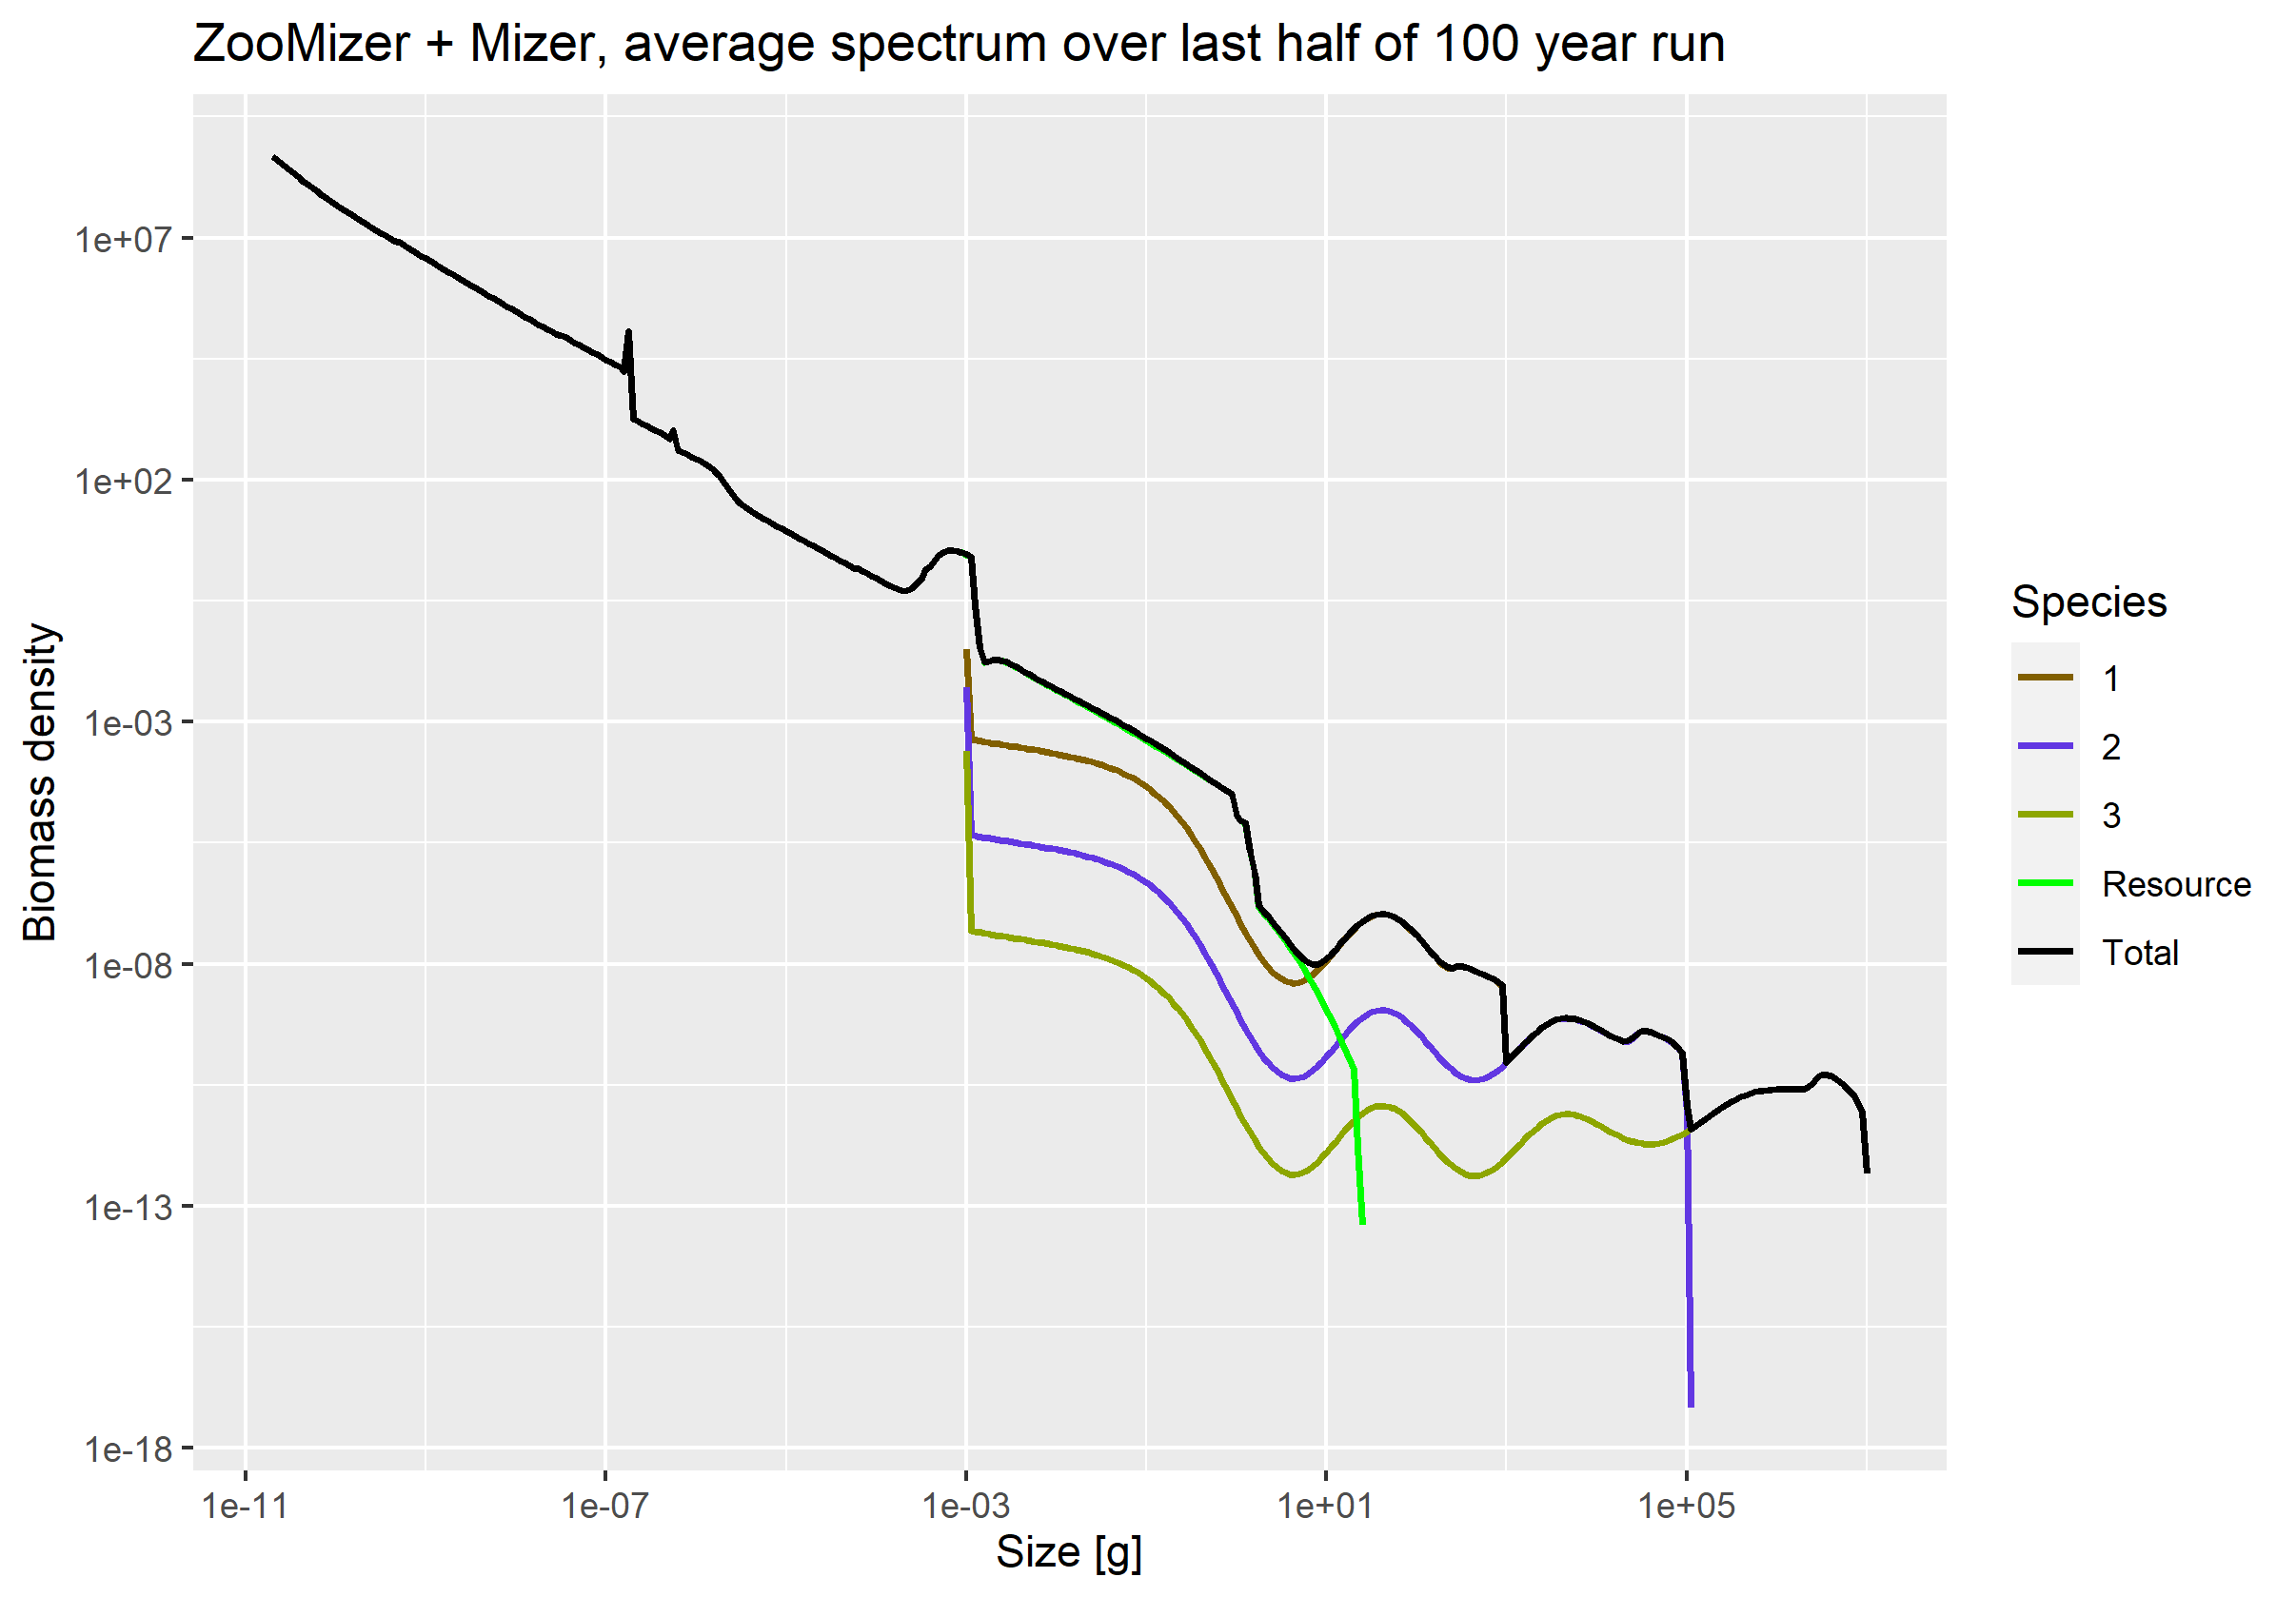 ZooMizer + Mizer, average spectrum over last half of 100 year run
Biomass density
1e+07
1e+02
1e-03
1e-08
1e-13
1e-18
1e-11
1e-07
1e-03
1e+01
1e+05
Size [g]
Species
1
2
3
Resource
Total